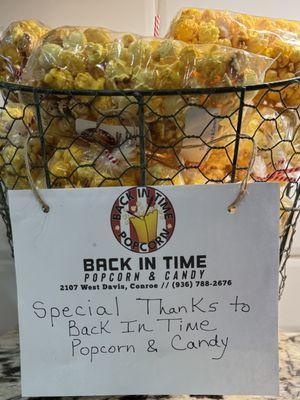 BACK IN TIME
POPCORN
BACK IN TIME
POPCORN & CANDY
2107 West Davis, Conroe // (936) 788-2676
Special Thanks to
Back In Time
Popcorn & Candy